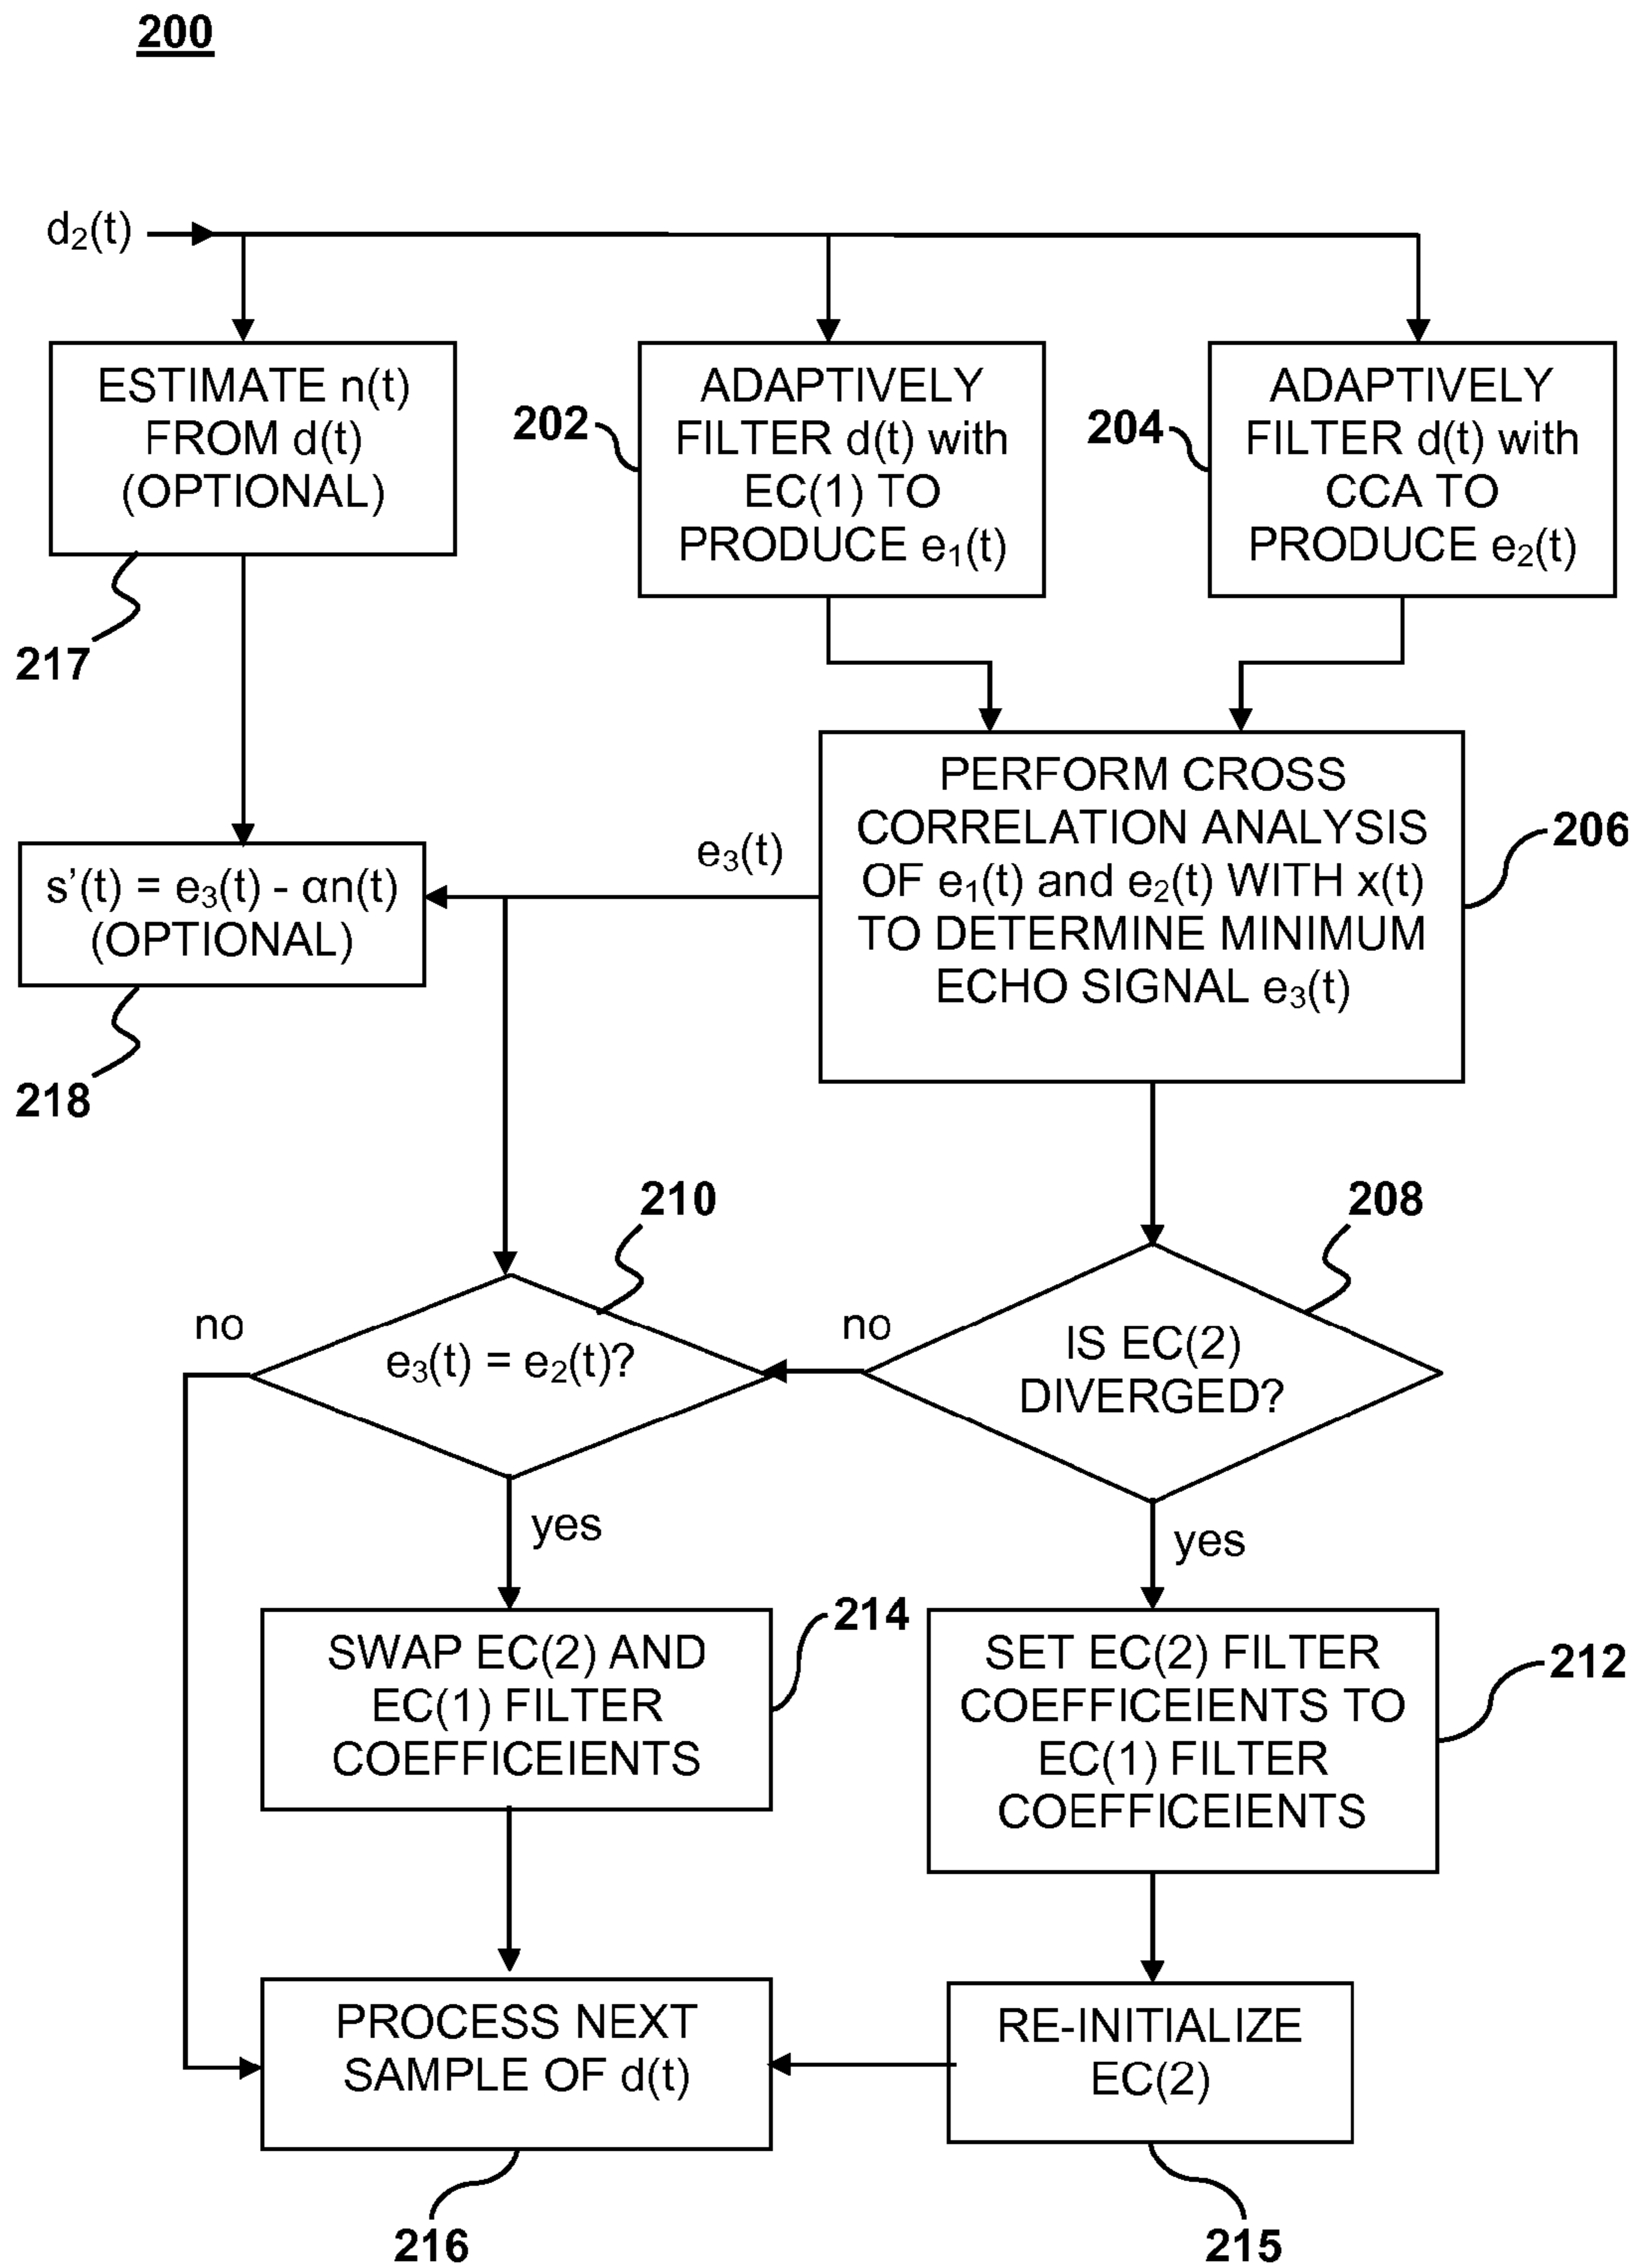 200
d₂(t)
ESTIMATE n(t)
FROM d(t)
(OPTIONAL)
217
202
ADAPTIVELY
FILTER d(t) with
EC(1) TO
PRODUCE e₁(t)
204
ADAPTIVELY
FILTER d(t) with
CCA TO
PRODUCE e₂(t)
PERFORM CROSS
CORRELATION ANALYSIS
OF e₁(t) and e₂(t) WITH x(t)
TO DETERMINE MINIMUM
ECHO SIGNAL e₃(t)
206
e₃(t)
s’(t) = e₃(t) - αn(t)
(OPTIONAL)
218
210
208
no
e₃(t) = e₂(t)?
no
IS EC(2)
DIVERGED?
yes
yes
SWAP EC(2) AND
EC(1) FILTER
COEFFICEIENTS
214
SET EC(2) FILTER
COEFFICEIENTS TO
EC(1) FILTER
COEFFICEIENTS
212
PROCESS NEXT
SAMPLE OF d(t)
RE-INITIALIZE
EC(2)
216
215